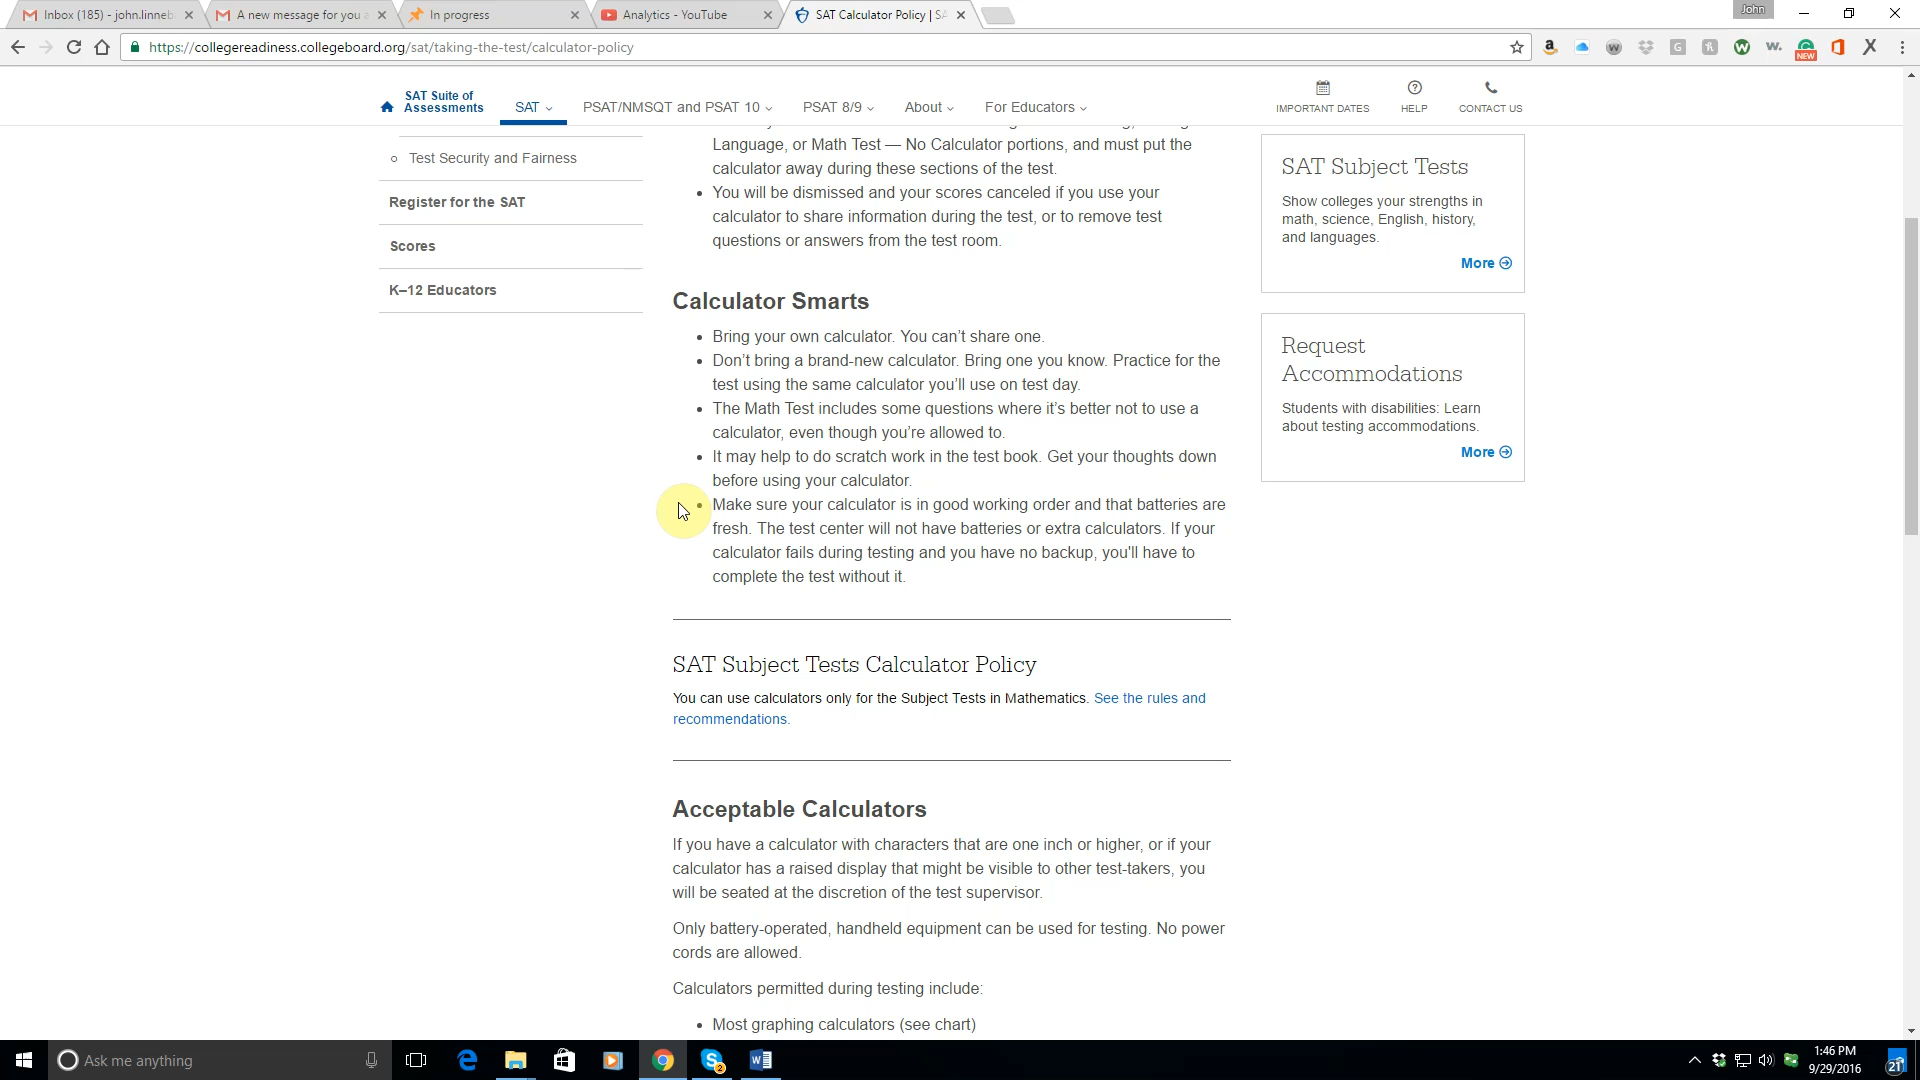 Inbox (185) - john.linneb
A new message for you a
In progress
Analytics - YouTube
SAT Calculator Policy | SA
John
https://collegereadiness.collegeboard.org/sat/taking-the-test/calculator-policy
NEW
SAT Suite of
Assessments
SAT
PSAT/NMSQT and PSAT 10
PSAT 8/9
About
For Educators
IMPORTANT DATES
HELP
CONTACT US
Test Security and Fairness
Register for the SAT
Scores
K–12 Educators
Language, or Math Test — No Calculator portions, and must put the
calculator away during these sections of the test.
You will be dismissed and your scores canceled if you use your
calculator to share information during the test, or to remove test
questions or answers from the test room.
Calculator Smarts
Bring your own calculator. You can’t share one.
Don’t bring a brand-new calculator. Bring one you know. Practice for the
test using the same calculator you’ll use on test day.
The Math Test includes some questions where it’s better not to use a
calculator, even though you’re allowed to.
It may help to do scratch work in the test book. Get your thoughts down
before using your calculator.
Make sure your calculator is in good working order and that batteries are
fresh. The test center will not have batteries or extra calculators. If your
calculator fails during testing and you have no backup, you'll have to
complete the test without it.
SAT Subject Tests Calculator Policy
You can use calculators only for the Subject Tests in Mathematics. See the rules and
recommendations.
Acceptable Calculators
If you have a calculator with characters that are one inch or higher, or if your
calculator has a raised display that might be visible to other test-takers, you
will be seated at the discretion of the test supervisor.
Only battery-operated, handheld equipment can be used for testing. No power
cords are allowed.
Calculators permitted during testing include:
Most graphing calculators (see chart)
SAT Subject Tests
Show colleges your strengths in
math, science, English, history,
and languages.
More
Request
Accommodations
Students with disabilities: Learn
about testing accommodations.
More
Ask me anything
2
1:46 PM
9/29/2016
21